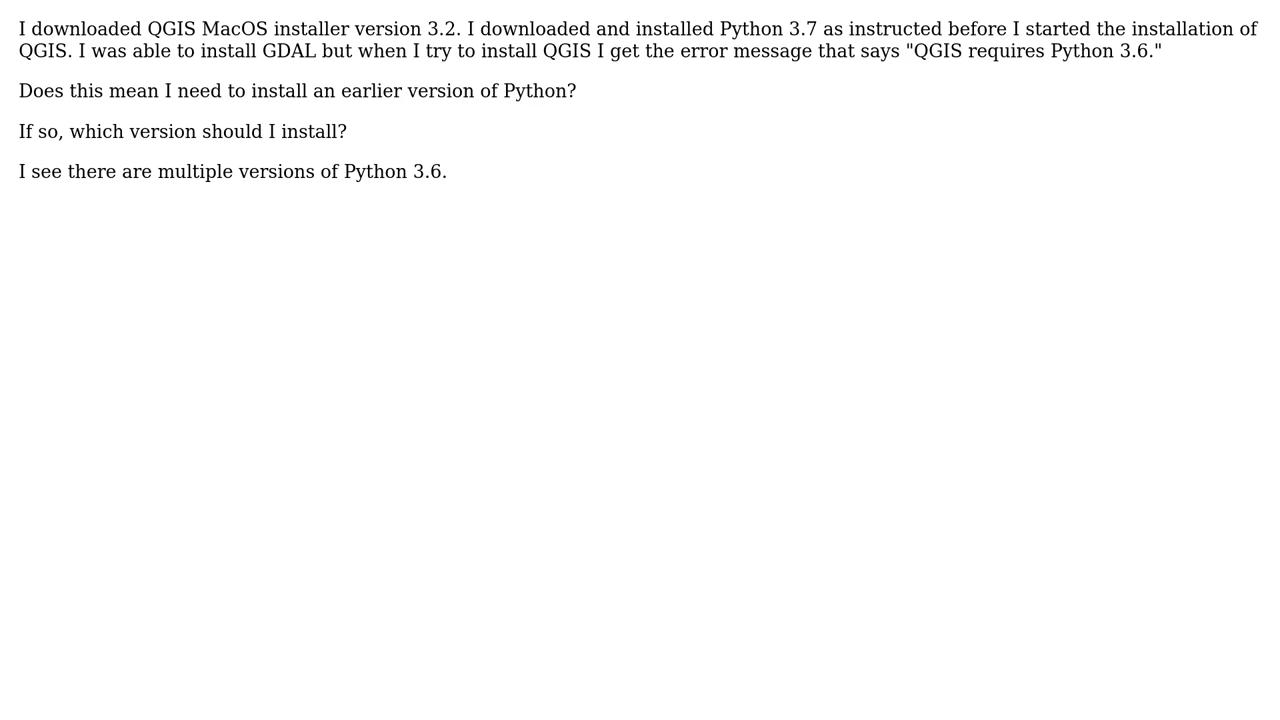 I downloaded QGIS MacOS installer version 3.2. I downloaded and installed Python 3.7 as instructed before I started the installation of
QGIS. I was able to install GDAL but when I try to install QGIS I get the error message that says "QGIS requires Python 3.6."
Does this mean I need to install an earlier version of Python?
If so, which version should I install?
I see there are multiple versions of Python 3.6.